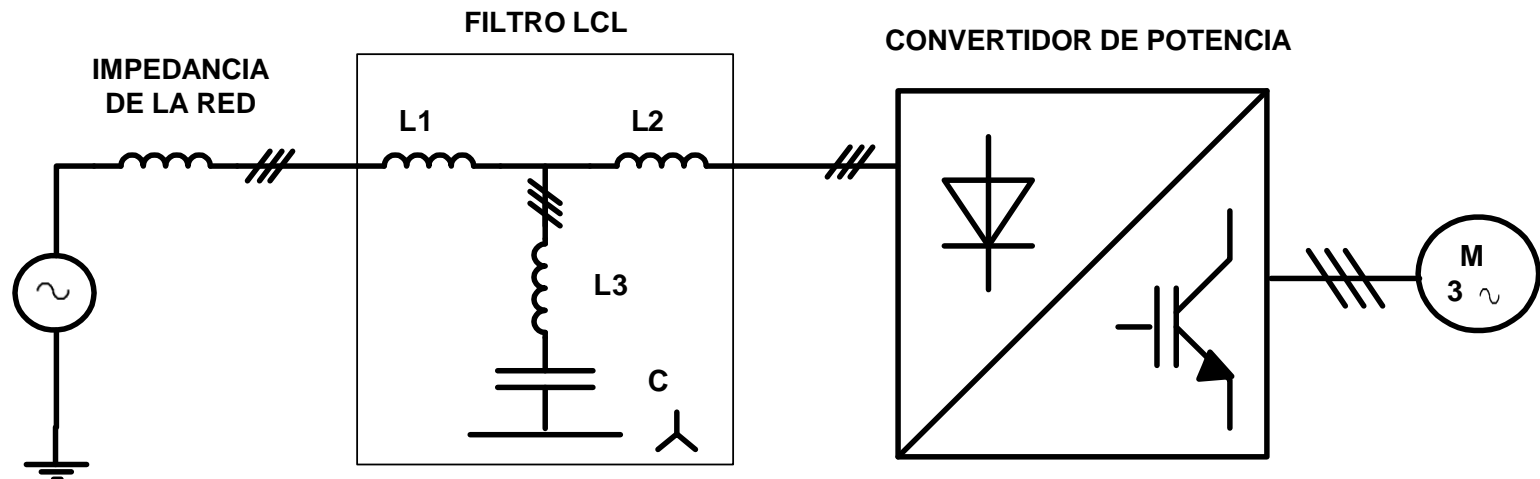 FILTRO LCL
CONVERTIDOR DE POTENCIA
IMPEDANCIA
DE LA RED
L1
L2
L3
C
M
3 ~